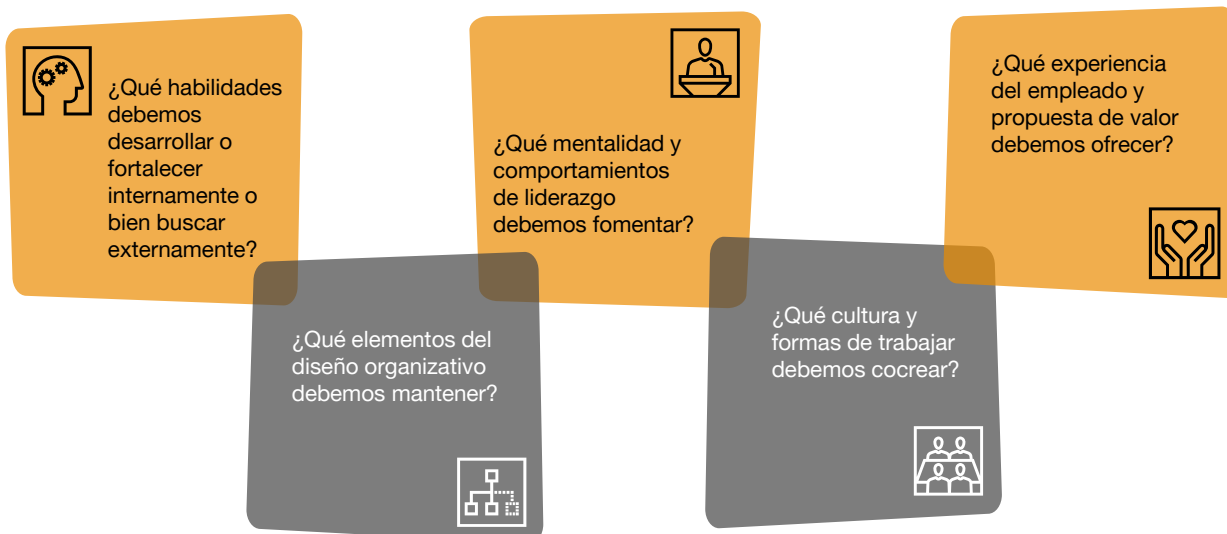 ¿Qué habilidades
debemos
desarrollar o
fortalecer
internamente o
bien buscar
externamente?
¿Qué elementos del
diseño organizativo
debemos mantener?
¿Qué mentalidad y
comportamientos
de liderazgo
debemos fomentar?
¿Qué cultura y
formas de trabajar
debemos cocrear?
¿Qué experiencia
del empleado y
propuesta de valor
debemos ofrecer?